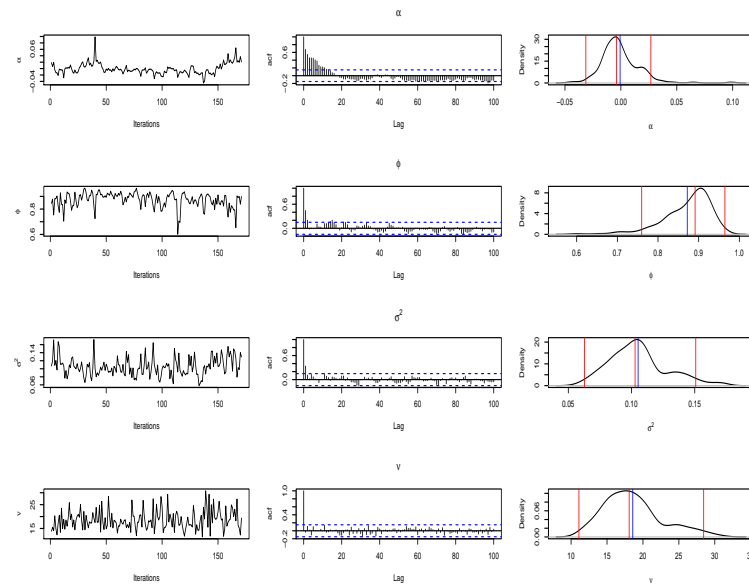 α
α
−0.04 0.06
0 50 100 150
Iterations
acf
−0.2 0.2 0.6
0 20 40 60 80 100
Lag
Density
0 15 30
−0.05 0.00 0.05 0.10
α
ϕ
ϕ
0.6 0.8
0 50 100 150
Iterations
acf
0.0 0.6
0 20 40 60 80 100
Lag
Density
0 4 8
0.6 0.7 0.8 0.9 1.0
ϕ
σ²
σ²
0.06 0.14
0 50 100 150
Iterations
acf
0.0 0.6
0 20 40 60 80 100
Lag
Density
0 10 20
0.05 0.10 0.15
σ²
ν
ν
15 25
0 50 100 150
Iterations
acf
−0.2 0.4 1.0
0 20 40 60 80 100
Lag
Density
0.00 0.06
10 15 20 25 30
ν